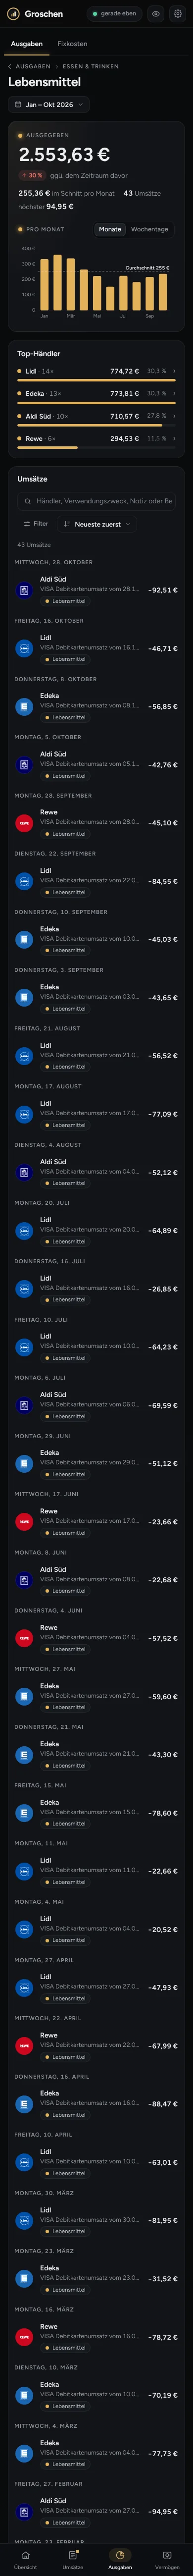 Groschen
gerade eben
Ausgaben
Fixkosten
AUSGABEN
ESSEN & TRINKEN
Lebensmittel
Jan – Okt 2026
AUSGEGEBEN
2.553,63 €
↑ 30 % ggü. dem Zeitraum davor
255,36 € im Schnitt pro Monat 43 Umsätze
höchster 94,95 €
PRO MONAT
Monate
Wochentage
400 €
300 €
200 €
100 €
0
Durchschnitt 255 €
Jan Mär Mai Jul Sep
Top-Händler
Lidl · 14× 774,72 € 30,3 %
Edeka · 13× 773,81 € 30,3 %
Aldi Süd · 10× 710,57 € 27,8 %
Rewe · 6× 294,53 € 11,5 %
Umsätze
Händler, Verwendungszweck, Notiz oder Be
Filter
Neueste zuerst
43 Umsätze
MITTWOCH, 28. OKTOBER
Aldi Süd
VISA Debitkartenumsatz vom 28.1... -92,51 €
Lebensmittel
FREITAG, 16. OKTOBER
Lidl
VISA Debitkartenumsatz vom 16.1... -46,71 €
Lebensmittel
DONNERSTAG, 8. OKTOBER
Edeka
VISA Debitkartenumsatz vom 08.1... -56,85 €
Lebensmittel
MONTAG, 5. OKTOBER
Aldi Süd
VISA Debitkartenumsatz vom 05.1... -42,76 €
Lebensmittel
MONTAG, 28. SEPTEMBER
Rewe
VISA Debitkartenumsatz vom 28.0... -45,10 €
Lebensmittel
DIENSTAG, 22. SEPTEMBER
Lidl
VISA Debitkartenumsatz vom 22.0... -84,55 €
Lebensmittel
DONNERSTAG, 10. SEPTEMBER
Edeka
VISA Debitkartenumsatz vom 10.0... -45,03 €
Lebensmittel
DONNERSTAG, 3. SEPTEMBER
Edeka
VISA Debitkartenumsatz vom 03.0... -43,65 €
Lebensmittel
FREITAG, 21. AUGUST
Lidl
VISA Debitkartenumsatz vom 21.0... -56,52 €
Lebensmittel
MONTAG, 17. AUGUST
Lidl
VISA Debitkartenumsatz vom 17.0... -77,09 €
Lebensmittel
DIENSTAG, 4. AUGUST
Aldi Süd
VISA Debitkartenumsatz vom 04.0... -52,12 €
Lebensmittel
MONTAG, 20. JULI
Lidl
VISA Debitkartenumsatz vom 20.0... -64,89 €
Lebensmittel
DONNERSTAG, 16. JULI
Lidl
VISA Debitkartenumsatz vom 16.0... -26,85 €
Lebensmittel
FREITAG, 10. JULI
Lidl
VISA Debitkartenumsatz vom 10.0... -64,23 €
Lebensmittel
MONTAG, 6. JULI
Aldi Süd
VISA Debitkartenumsatz vom 06.0... -69,59 €
Lebensmittel
MONTAG, 29. JUNI
Edeka
VISA Debitkartenumsatz vom 29.0... -51,12 €
Lebensmittel
MITTWOCH, 17. JUNI
Rewe
VISA Debitkartenumsatz vom 17.0... -23,66 €
Lebensmittel
MONTAG, 8. JUNI
Aldi Süd
VISA Debitkartenumsatz vom 08.0... -22,68 €
Lebensmittel
DONNERSTAG, 4. JUNI
Rewe
VISA Debitkartenumsatz vom 04.0... -57,52 €
Lebensmittel
MITTWOCH, 27. MAI
Edeka
VISA Debitkartenumsatz vom 27.0... -59,60 €
Lebensmittel
DONNERSTAG, 21. MAI
Edeka
VISA Debitkartenumsatz vom 21.0... -43,30 €
Lebensmittel
FREITAG, 15. MAI
Edeka
VISA Debitkartenumsatz vom 15.0... -78,60 €
Lebensmittel
MONTAG, 11. MAI
Lidl
VISA Debitkartenumsatz vom 11.0... -22,66 €
Lebensmittel
MONTAG, 4. MAI
Lidl
VISA Debitkartenumsatz vom 04.0... -20,52 €
Lebensmittel
MONTAG, 27. APRIL
Lidl
VISA Debitkartenumsatz vom 27.0... -47,93 €
Lebensmittel
MITTWOCH, 22. APRIL
Rewe
VISA Debitkartenumsatz vom 22.0... -67,99 €
Lebensmittel
DONNERSTAG, 16. APRIL
Edeka
VISA Debitkartenumsatz vom 16.0... -88,47 €
Lebensmittel
FREITAG, 10. APRIL
Lidl
VISA Debitkartenumsatz vom 10.0... -63,01 €
Lebensmittel
MONTAG, 30. MÄRZ
Lidl
VISA Debitkartenumsatz vom 30.0... -81,95 €
Lebensmittel
MONTAG, 23. MÄRZ
Edeka
VISA Debitkartenumsatz vom 23.0... -31,52 €
Lebensmittel
MONTAG, 16. MÄRZ
Rewe
VISA Debitkartenumsatz vom 16.0... -78,72 €
Lebensmittel
DIENSTAG, 10. MÄRZ
Edeka
VISA Debitkartenumsatz vom 10.0... -70,19 €
Lebensmittel
MITTWOCH, 4. MÄRZ
Edeka
VISA Debitkartenumsatz vom 04.0... -77,73 €
Lebensmittel
FREITAG, 27. FEBRUAR
Aldi Süd
VISA Debitkartenumsatz vom 27.0... -94,95 €
Lebensmittel
MONTAG, 23. FEBRUAR
Übersicht
Umsätze
Ausgaben
Vermögen